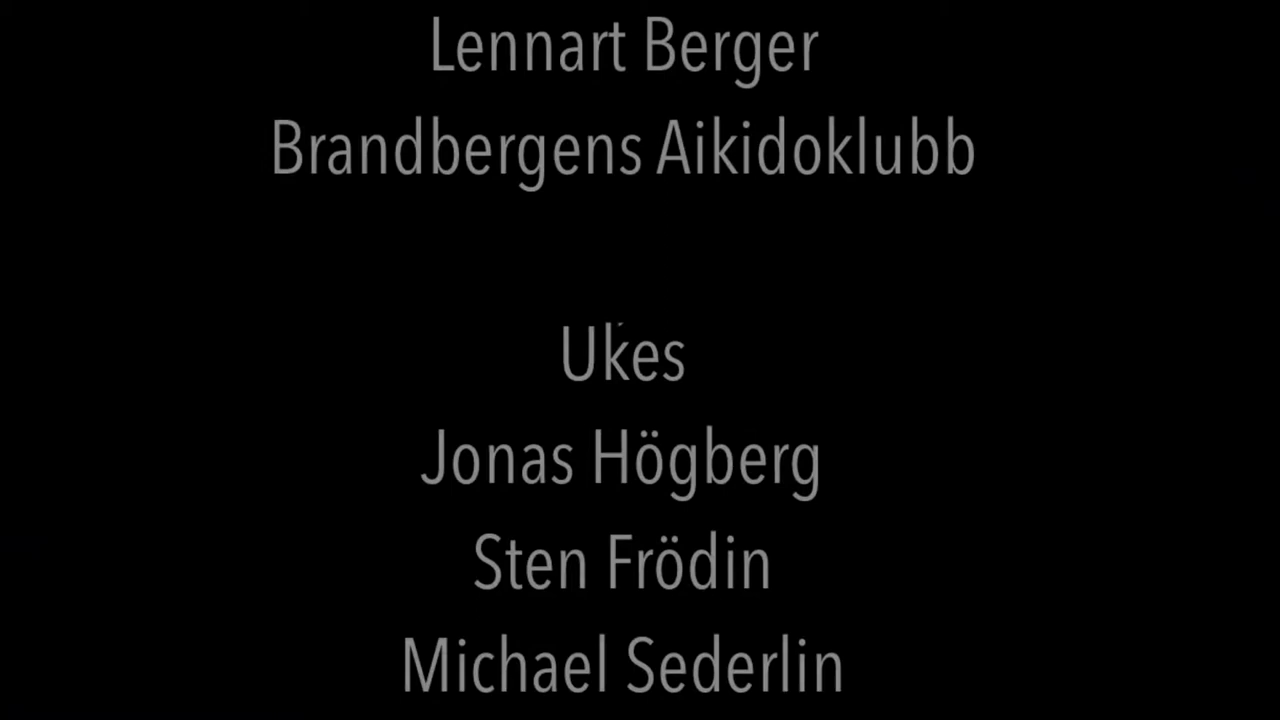 Lennart Berger
Brandbergens Aikidoklubb
Ukes
Jonas Högberg
Sten Frödin
Michael Sederlin